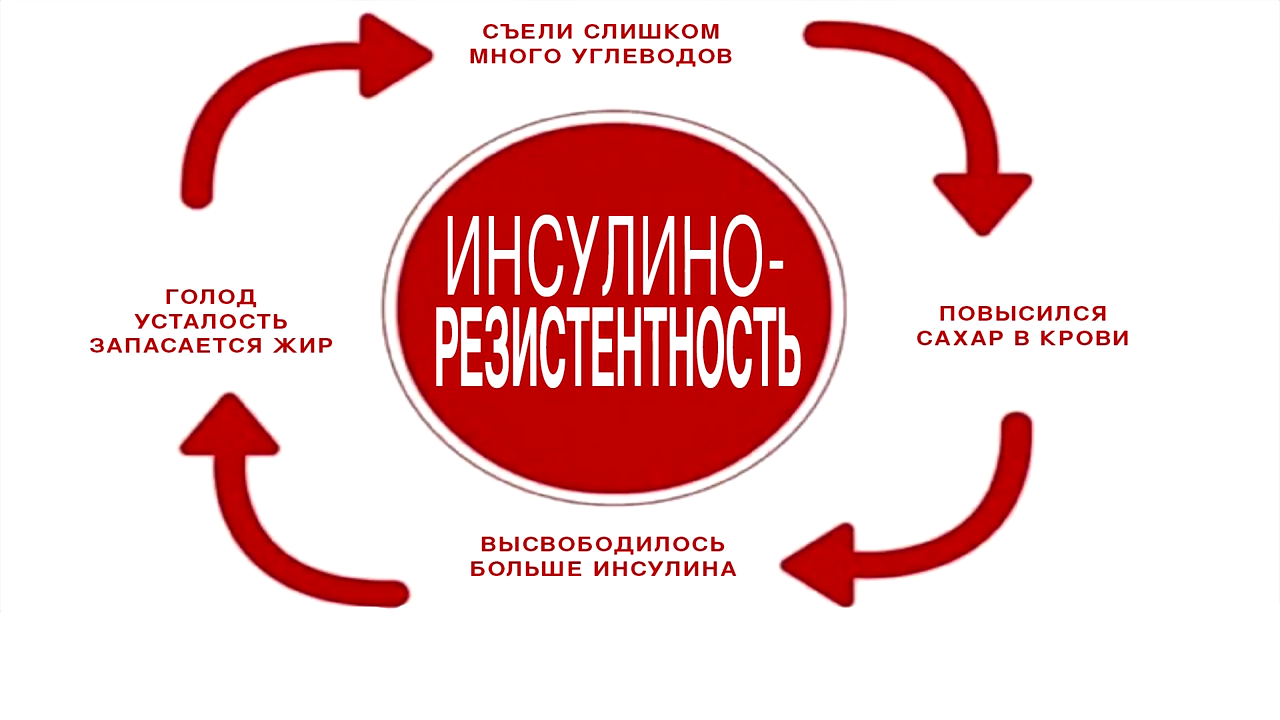 СЪЕЛИ СЛИШКОМ
МНОГО УГЛЕВОДОВ
ИНСУЛИНО-
РЕЗИСТЕНТНОСТЬ
ПОВЫСИЛСЯ
САХАР В КРОВИ
ВЫСВОБОДИЛОСЬ
БОЛЬШЕ ИНСУЛИНА
ГОЛОД
УСТАЛОСТЬ
ЗАПАСАЕТСЯ ЖИР